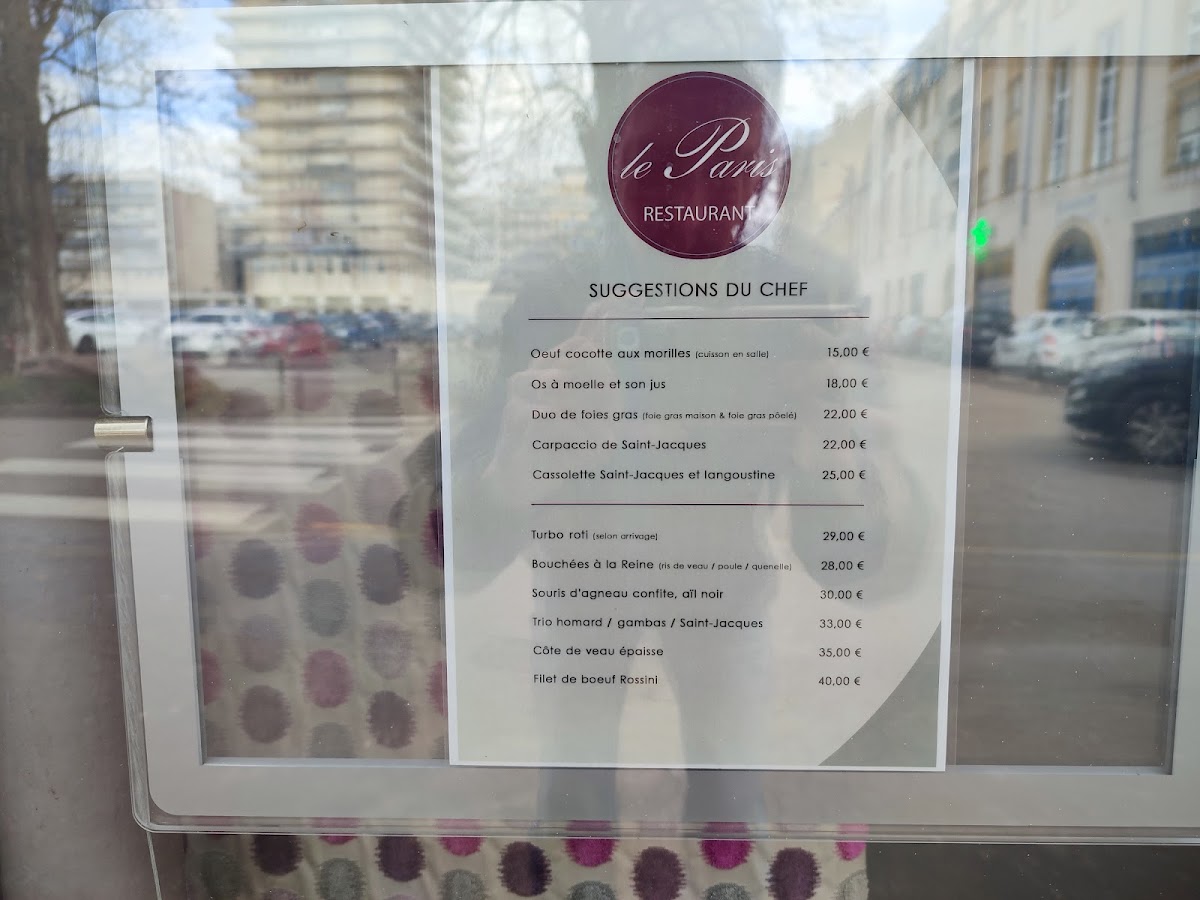 le Paris
RESTAURANT
SUGGESTIONS DU CHEF
Oeuf cocotte aux morilles (cuisson en salle) 15,00 €
Os à moelle et son jus 18,00 €
Duo de foies gras (foie gras maison & foie gras pôelé) 22,00 €
Carpaccio de Saint-Jacques 22,00 €
Cassolette Saint-Jacques et langoustine 25,00 €
Turbo roti (selon arrivage) 29,00 €
Bouchées à la Reine (ris de veau / poule / quenelle) 28,00 €
Souris d'agneau confite, aïl noir 30,00 €
Trio homard / gambas / Saint-Jacques 33,00 €
Côte de veau épaisse 35,00 €
Filet de boeuf Rossini 40,00 €